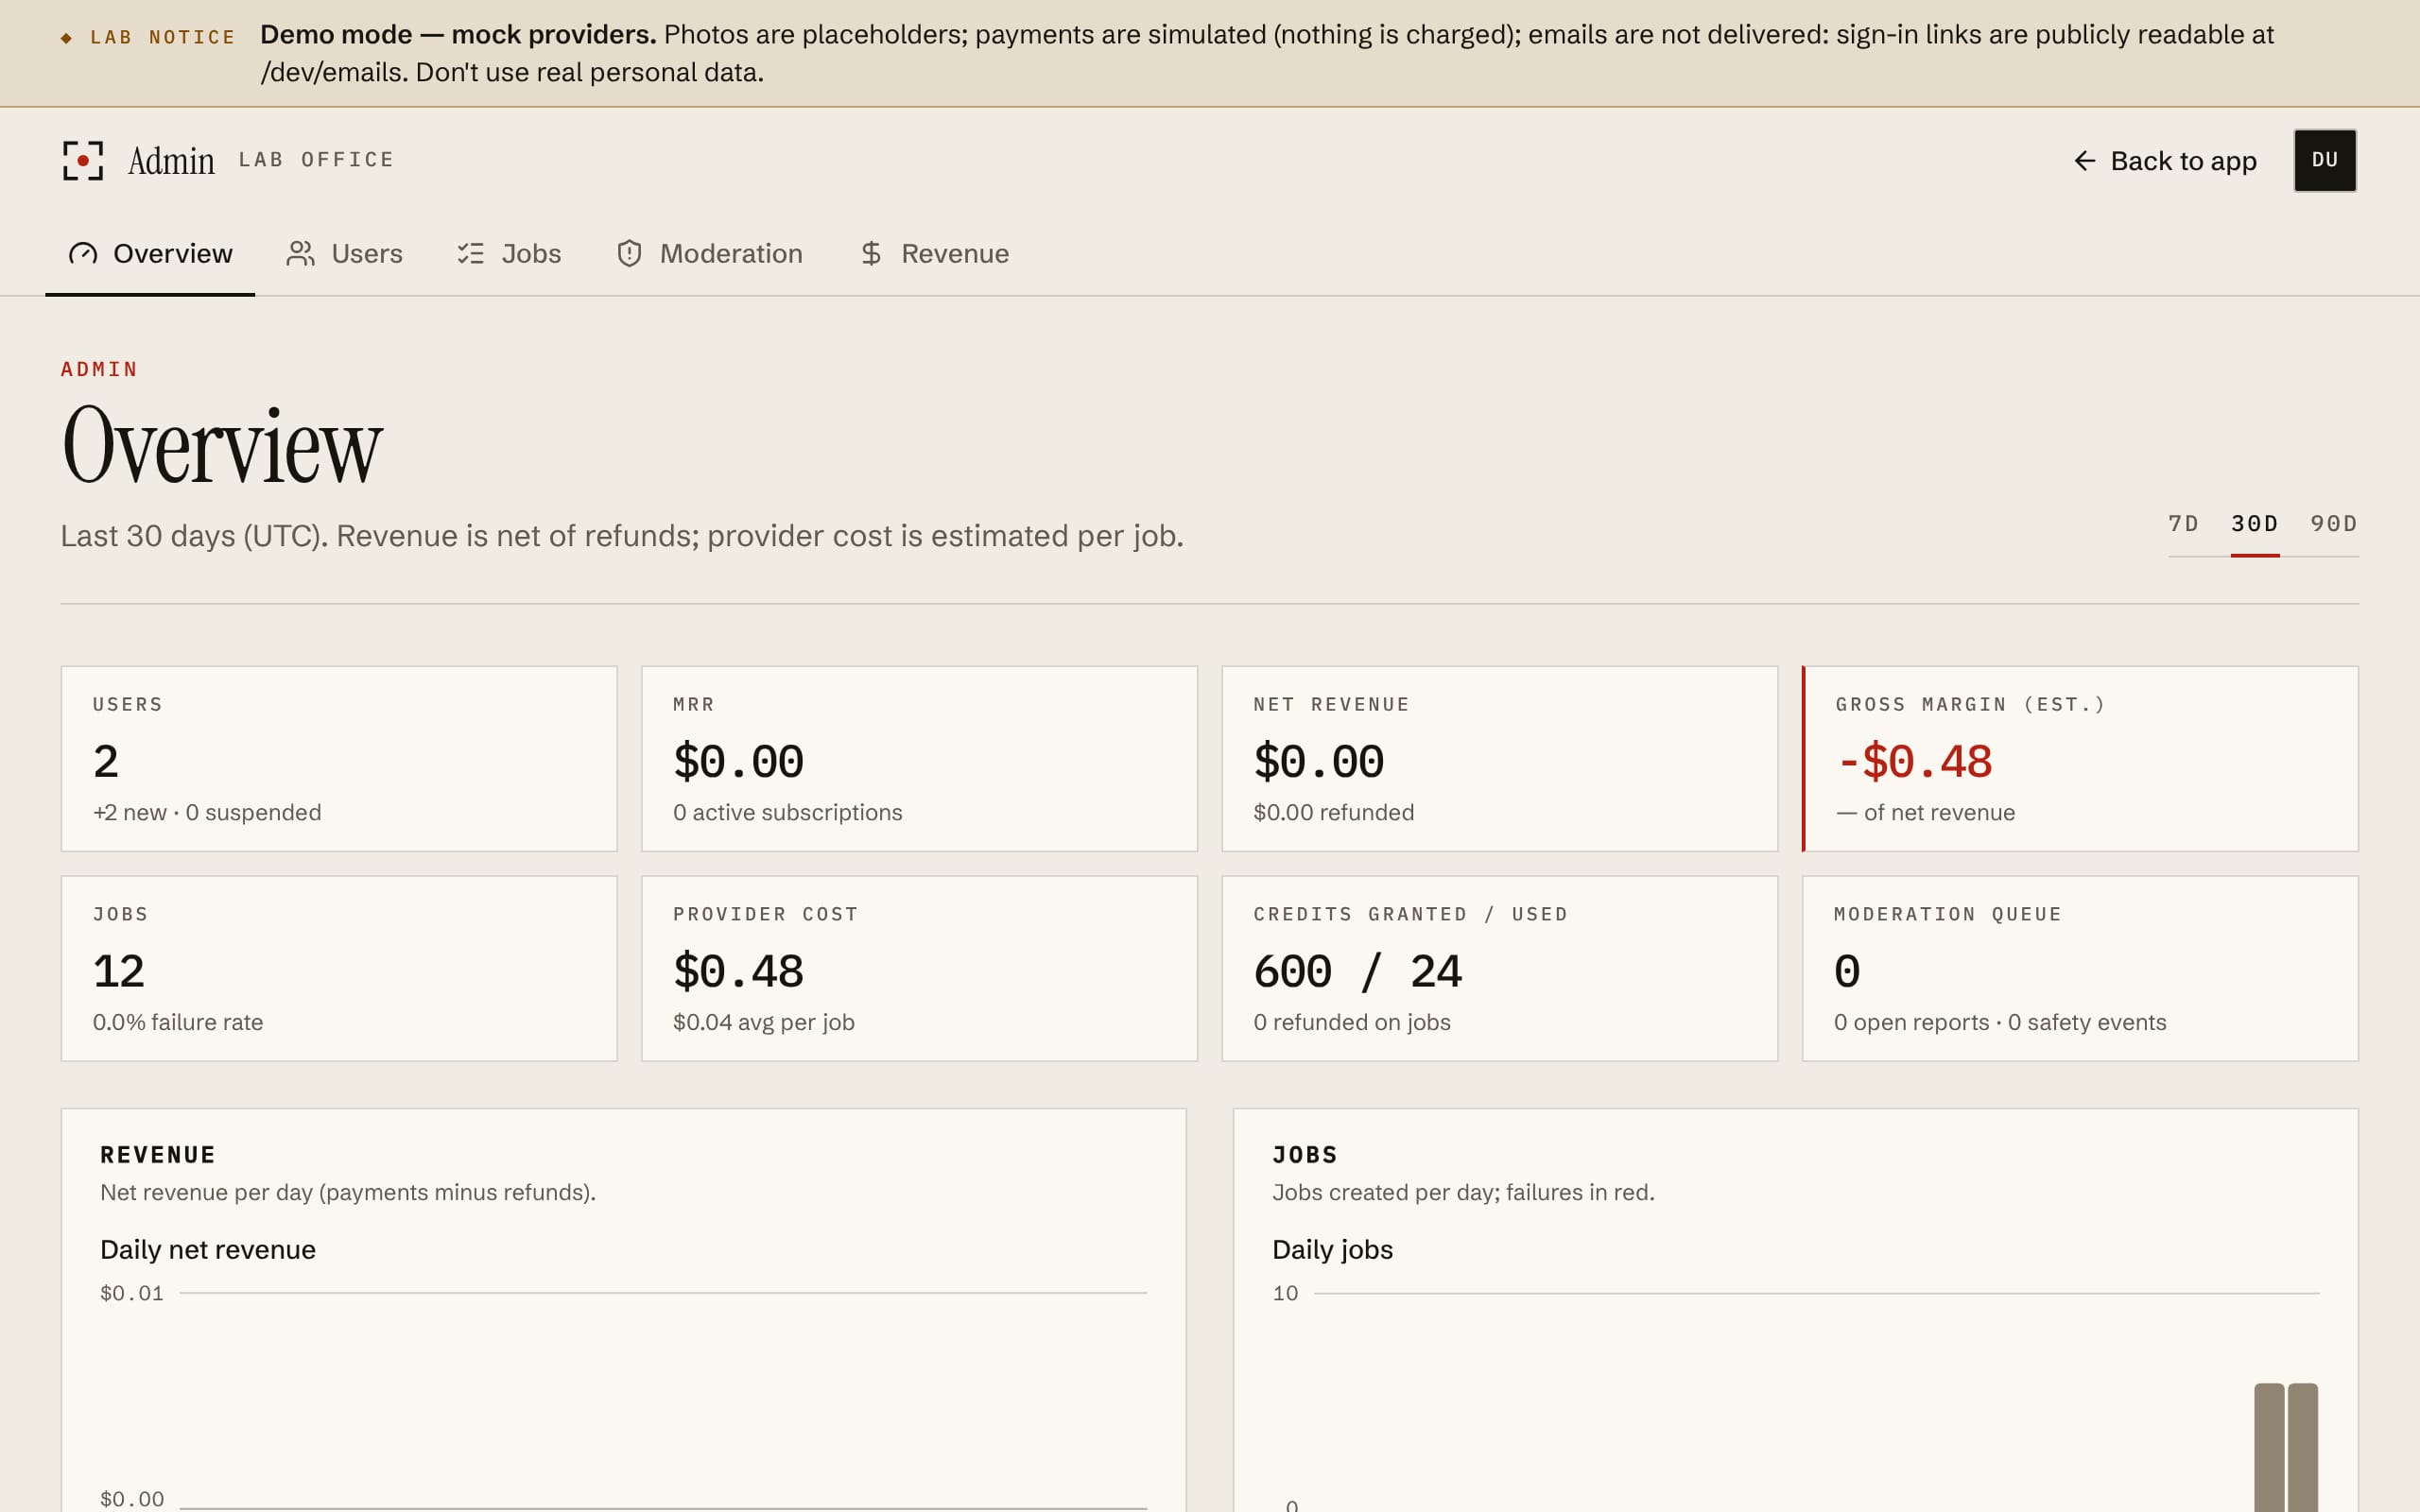 ◆ LAB NOTICE
Demo mode — mock providers. Photos are placeholders; payments are simulated (nothing is charged); emails are not delivered: sign-in links are publicly readable at
/dev/emails. Don't use real personal data.
Admin LAB OFFICE
Back to app
DU
Overview Users Jobs Moderation Revenue
ADMIN
Overview
Last 30 days (UTC). Revenue is net of refunds; provider cost is estimated per job.
7D 30D 90D
USERS
2
+2 new · 0 suspended
MRR
$0.00
0 active subscriptions
NET REVENUE
$0.00
$0.00 refunded
GROSS MARGIN (EST.)
-$0.48
— of net revenue
JOBS
12
0.0% failure rate
PROVIDER COST
$0.48
$0.04 avg per job
CREDITS GRANTED / USED
600 / 24
0 refunded on jobs
MODERATION QUEUE
0
0 open reports · 0 safety events
REVENUE
Net revenue per day (payments minus refunds).
Daily net revenue
$0.01
$0.00
JOBS
Jobs created per day; failures in red.
Daily jobs
10
0